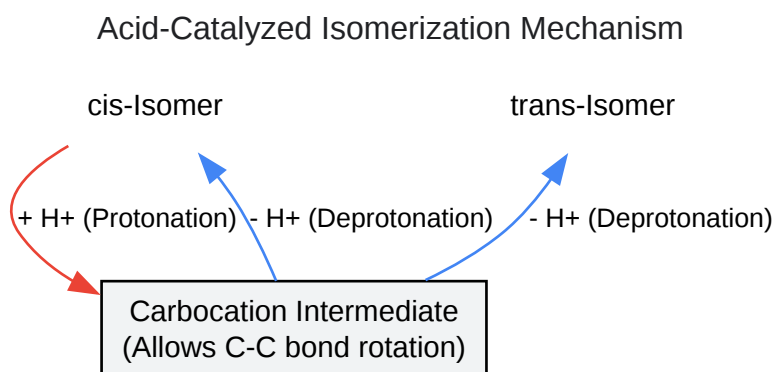 Acid-Catalyzed Isomerization Mechanism
cis-Isomer
trans-Isomer
+ H+ (Protonation)
- H+ (Deprotonation)
- H+ (Deprotonation)
Carbocation Intermediate
(Allows C-C bond rotation)